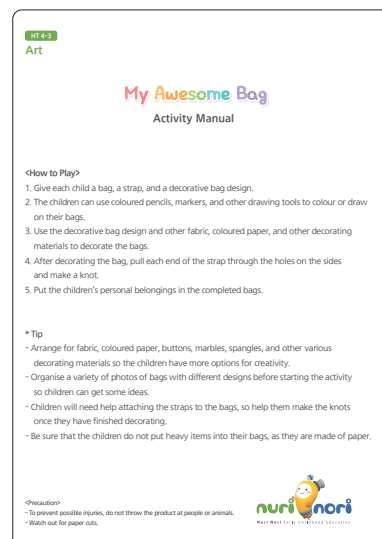 HT 4-3
Art
My Awesome Bag
Activity Manual
<How to Play>
1. Give each child a bag, a strap, and a decorative bag design.
2. The children can use coloured pencils, markers, and other drawing tools to colour or draw
on their bags.
3. Use the decorative bag design and other fabric, coloured paper, and other decorating
materials to decorate the bags.
4. After decorating the bag, pull each end of the strap through the holes on the sides
and make a knot.
5. Put the children's personal belongings in the completed bags.
* Tip
- Arrange for fabric, coloured paper, buttons, marbles, spangles, and other various
decorating materials so the children have more options for creativity.
- Organise a variety of photos of bags with different designs before starting the activity
so children can get some ideas.
- Children will need help attaching the straps to the bags, so help them make the knots
once they have finished decorating.
- Be sure that the children do not put heavy items into their bags, as they are made of paper.
<Precaution>
- To prevent possible injuries, do not throw the product at people or animals.
- Watch out for paper cuts.
nuri nori
Nuri Nori Early Childhood Education